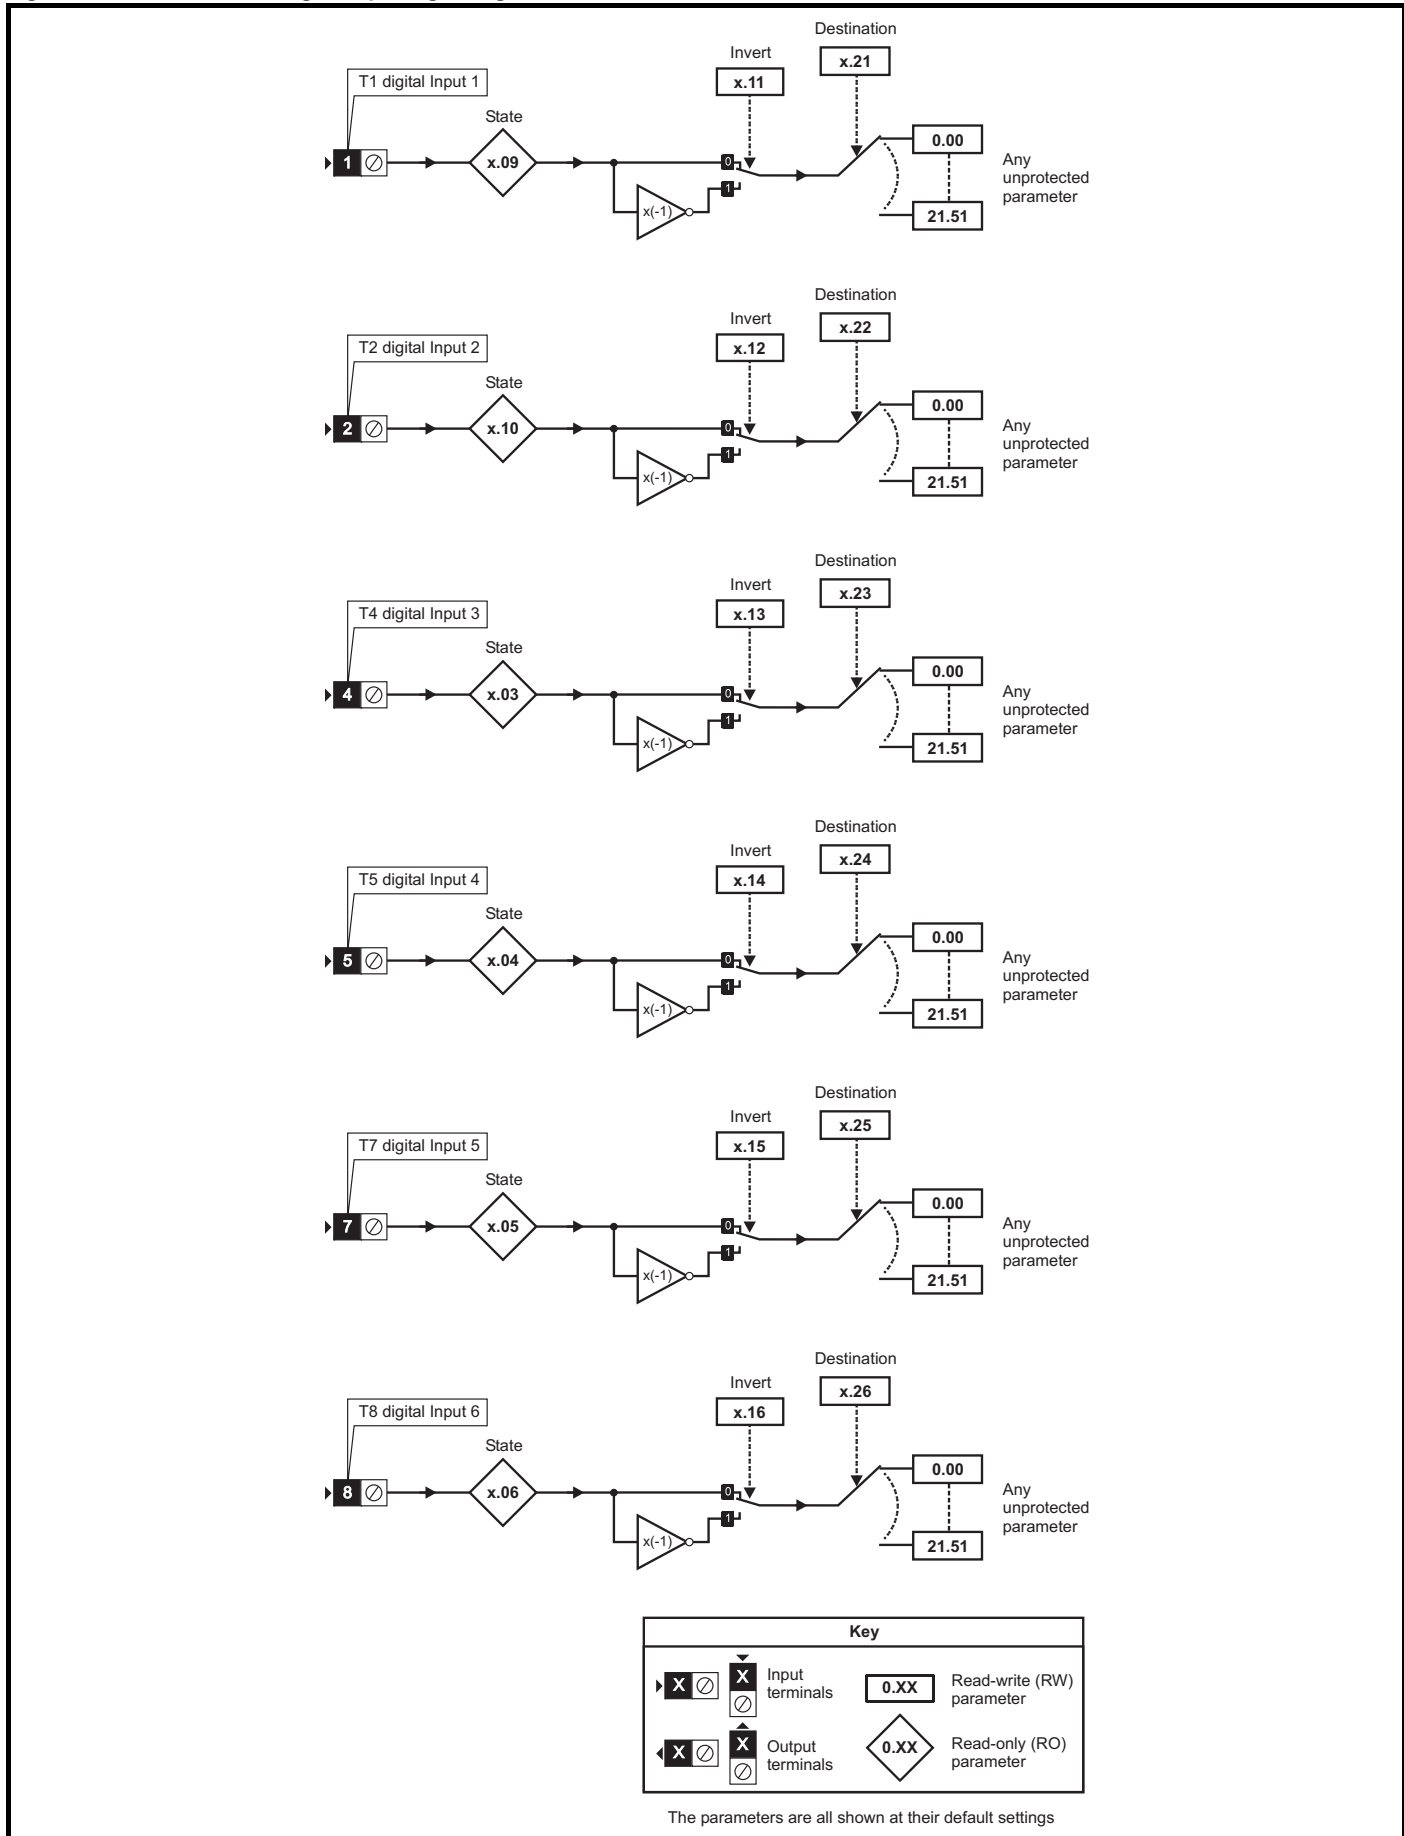 Destination
Invert
x.21
x.11
T1 digital Input 1
State
0.00
1
x.09
0
Any
unprotected
parameter
1
x(-1)
21.51
Destination
Invert
x.22
x.12
T2 digital Input 2
State
0.00
2
x.10
0
Any
unprotected
parameter
1
x(-1)
21.51
Destination
Invert
x.23
x.13
T4 digital Input 3
State
0.00
4
x.03
0
Any
unprotected
parameter
1
x(-1)
21.51
Destination
Invert
x.24
x.14
T5 digital Input 4
State
0.00
5
x.04
0
Any
unprotected
parameter
1
x(-1)
21.51
Destination
Invert
x.25
x.15
T7 digital Input 5
State
0.00
7
x.05
0
Any
unprotected
parameter
1
x(-1)
21.51
Destination
Invert
x.26
x.16
T8 digital Input 6
State
0.00
8
x.06
0
Any
unprotected
parameter
1
x(-1)
21.51
Key
X
X
Input
terminals
0.XX
Read-write (RW)
parameter
X
X
Output
terminals
0.XX
Read-only (RO)
parameter
The parameters are all shown at their default settings